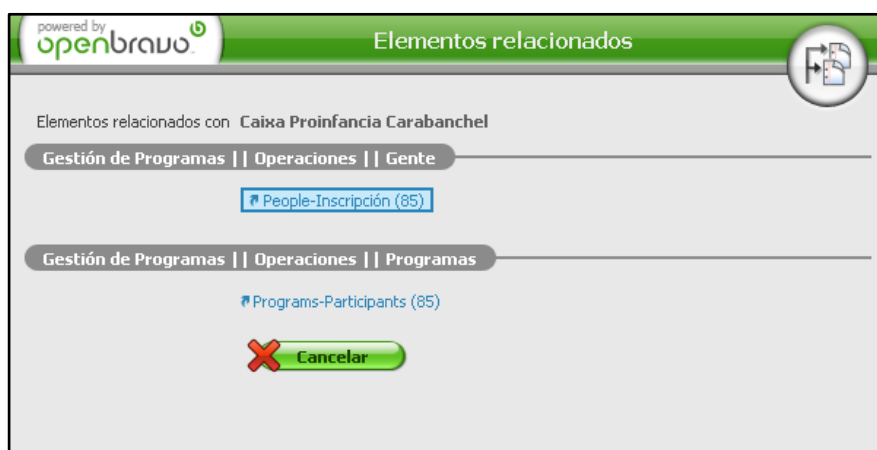 powered by
openbravo
Elementos relacionados
Elementos relacionados con Caixa Proinfancia Carabanchel
Gestión de Programas || Operaciones || Gente
People-Inscripción (85)
Gestión de Programas || Operaciones || Programas
Programs-Participants (85)
Cancelar